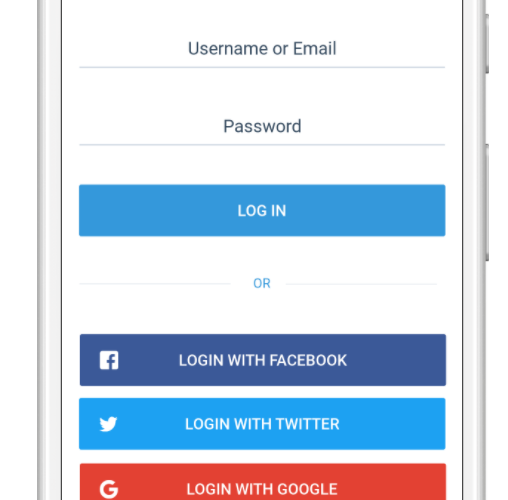 Username or Email
Password
LOG IN
OR
LOGIN WITH FACEBOOK
LOGIN WITH TWITTER
LOGIN WITH GOOGLE